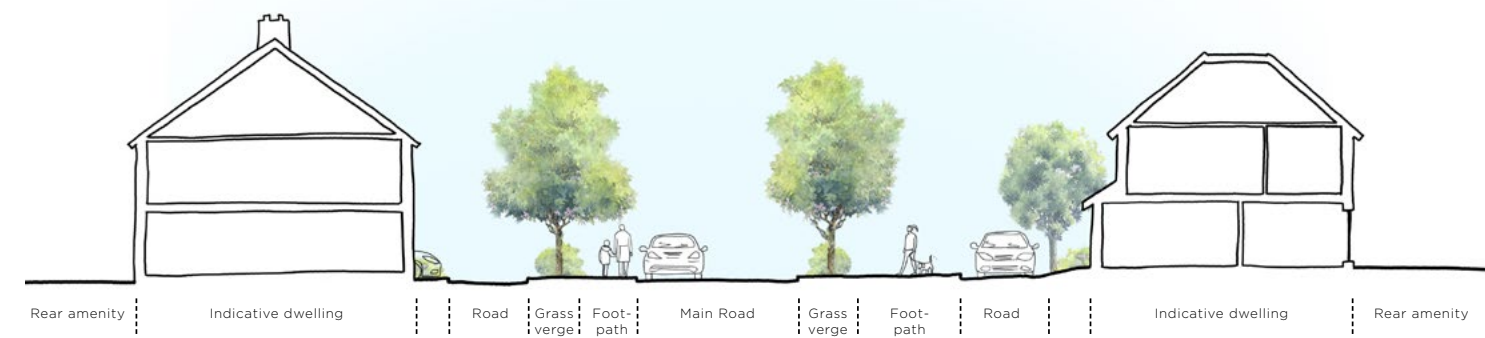 Rear amenity
Indicative dwelling
Road
Grass
verge
Foot-
path
Main Road
Grass
verge
Foot-
path
Road
Indicative dwelling
Rear amenity